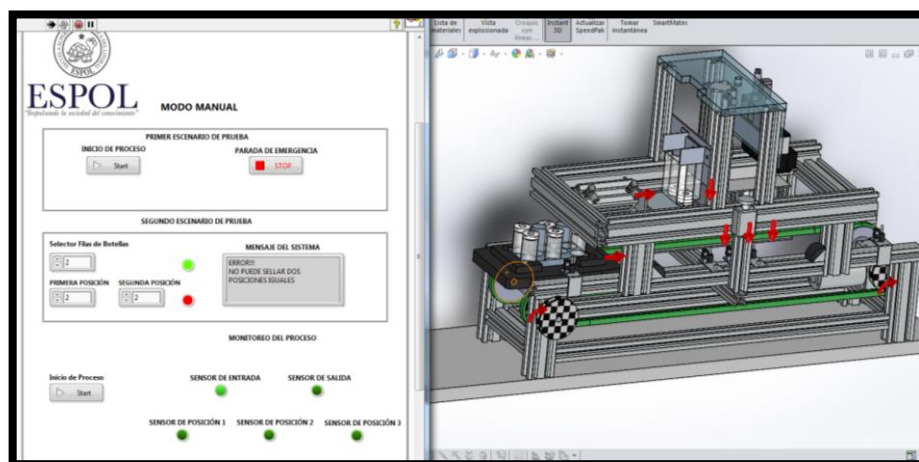 Lista de materiales
Vista explosionada
Croquis con líneas...
Instant 3D
Actualizar SpeedPak
Tomar instantánea
SmartMates
ESPOL
ESPOL
"Impulsando la sociedad del conocimiento"
MODO MANUAL
PRIMER ESCENARIO DE PRUEBA
INICIO DE PROCESO
PARADA DE EMERGENCIA
Start
STOP
SEGUNDO ESCENARIO DE PRUEBA
Selector Filas de Botellas
2
MENSAJE DEL SISTEMA
ERROR!!!
NO PUEDE SELLAR DOS
POSICIONES IGUALES
PRIMERA POSICIÓN
SEGUNDA POSICIÓN
2
2
MONITOREO DEL PROCESO
Inicio de Proceso
Start
SENSOR DE ENTRADA
SENSOR DE SALIDA
SENSOR DE POSICIÓN 1
SENSOR DE POSICIÓN 2
SENSOR DE POSICIÓN 3